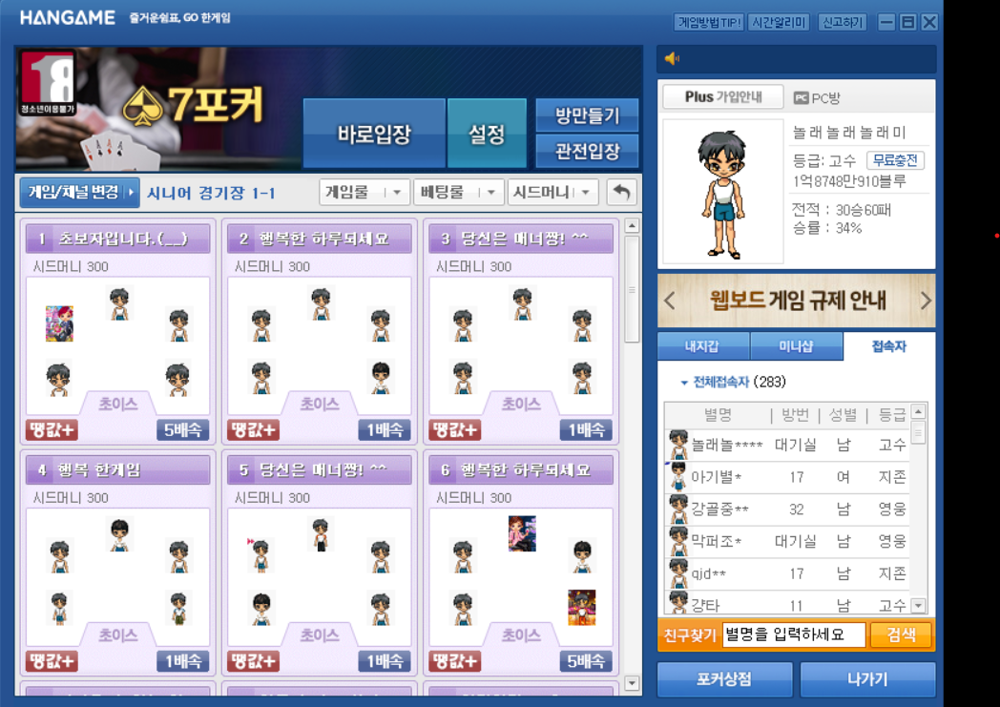 HANGAME 즐거운쉼표, GO 한게임
게임방법TIP! 시간알리미 신고하기
18
청소년이용불가
7포커
바로입장
설정
방만들기
관전입장
게임/채널 변경
시니어 경기장 1-1
게임룰
베팅룰
시드머니
1 초보자입니다.(__)
시드머니 300
초이스
땡값+
5배속
2 행복한 하루되세요
시드머니 300
초이스
땡값+
1배속
3 당신은 매너짱! ^^
시드머니 300
초이스
땡값+
1배속
4 행복 한게임
시드머니 300
초이스
땡값+
1배속
5 당신은 매너짱! ^^
시드머니 300
초이스
땡값+
1배속
6 행복한 하루되세요
시드머니 300
초이스
땡값+
5배속
Plus 가입안내
PC PC방
놀래놀래놀래미
등급: 고수 무료충전
1억8748만910블루
전적 : 30승60패
승률 : 34%
웹보드 게임 규제 안내
내지갑 미니샵 접속자
전체접속자 (283)
별명 | 방번 | 성별 | 등급
놀래놀**** 대기실 남 고수
아기별* 17 여 지존
강골중** 32 남 영웅
막퍼조* 대기실 남 영웅
qjd** 17 남 지존
걍타 11 남 고수
친구찾기 별명을 입력하세요 검색
포커상점 나가기